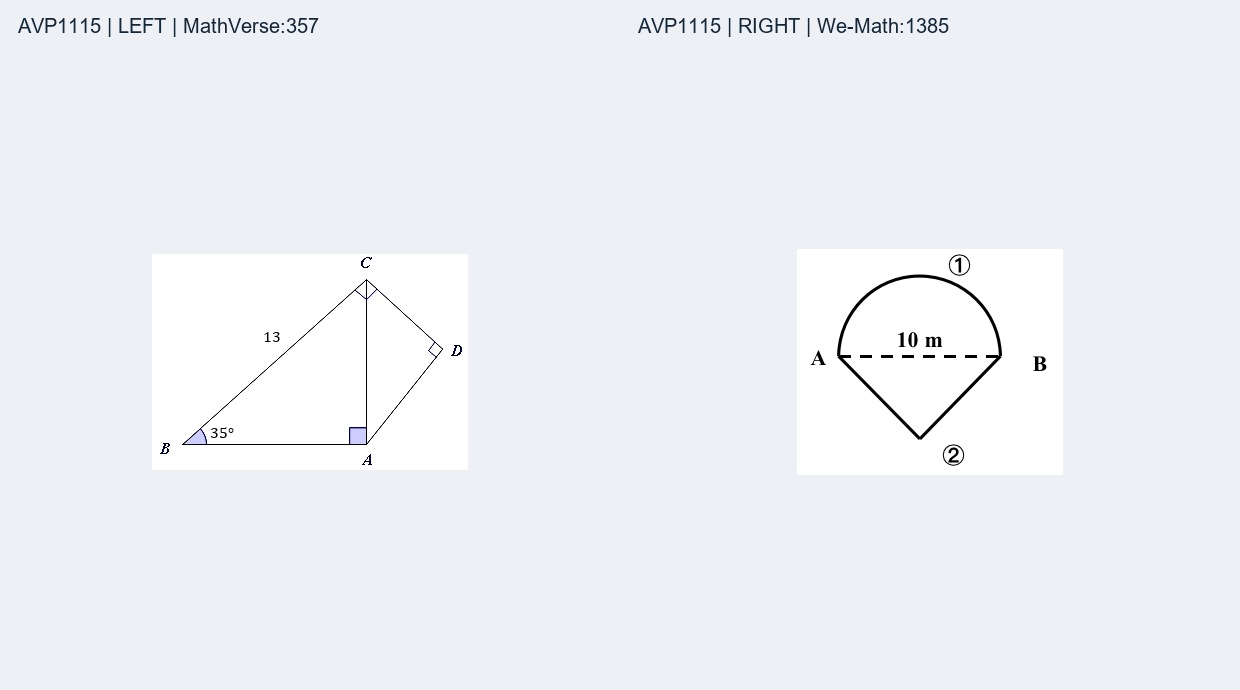 AVP1115 | LEFT | MathVerse:357
AVP1115 | RIGHT | We-Math:1385
C
13
D
35°
B
A
①
10 m
A
B
②